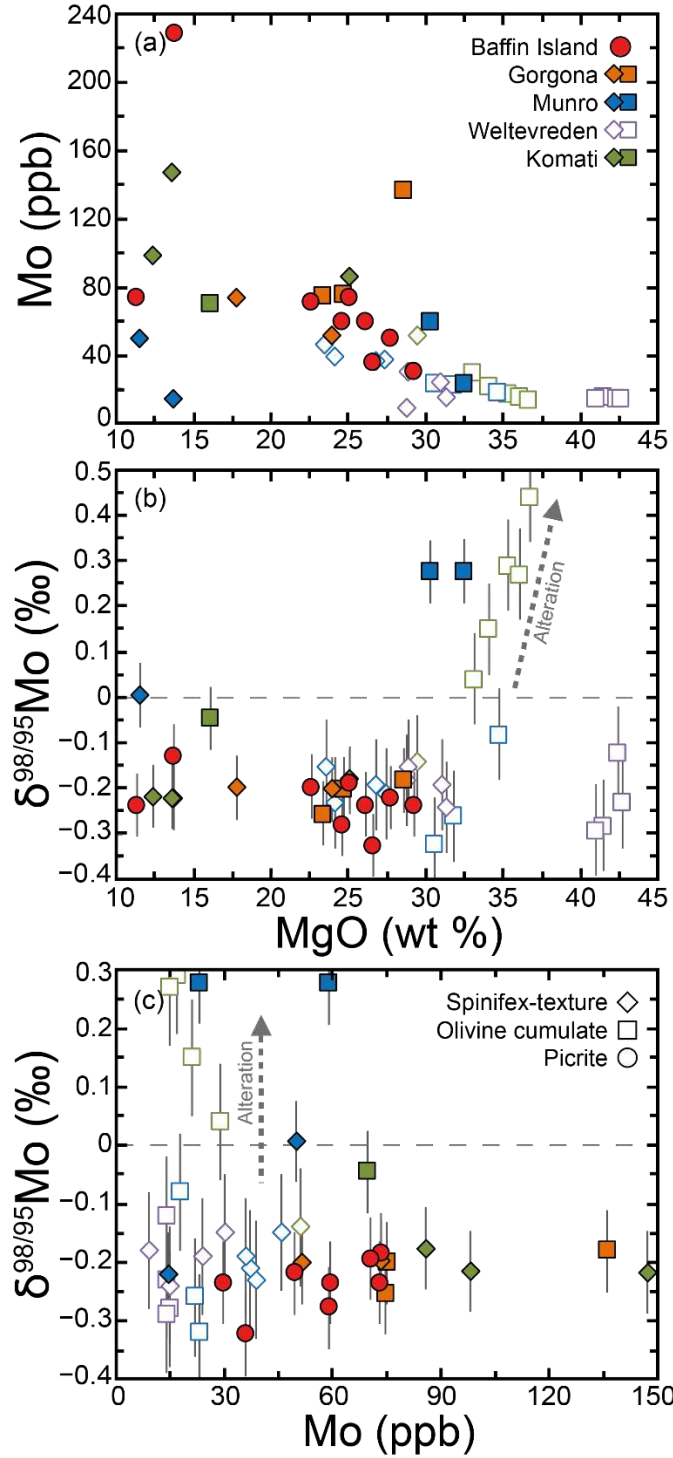 (a)
Baffin Island
Gorgona
Munro
Weltevreden
Komati
Mo (ppb)
240
220
160
120
80
40
0
10 15 20 25 30 35 40 45
(b)
δ98/95Mo (‰)
0.5
0.4
0.3
0.2
0.1
0
−0.1
−0.2
−0.3
−0.4
Alteration
10 15 20 25 30 35 40 45
MgO (wt %)
(c)
Spinifex-texture
Olivine cumulate
Picrite
δ98/95Mo (‰)
0.3
0.2
0.1
0
−0.1
−0.2
−0.3
−0.4
Alteration
0 30 60 90 120 150
Mo (ppb)